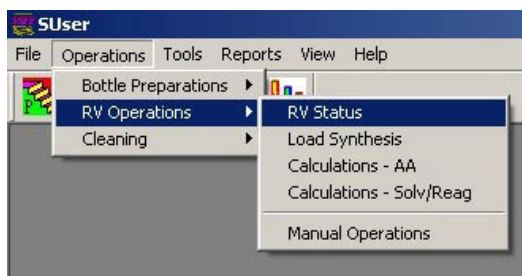 SUser
File Operations Tools Reports View Help
Bottle Preparations
RV Operations
Cleaning
RV Status
Load Synthesis
Calculations - AA
Calculations - Solv/Reag
Manual Operations